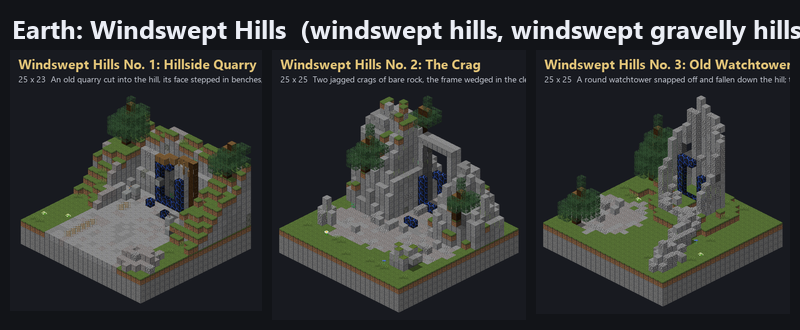 Earth: Windswept Hills (windswept hills, windswept gravelly hills
Windswept Hills No. 1: Hillside Quarry
25 x 23 An old quarry cut into the hill, its face stepped in benches,
Windswept Hills No. 2: The Crag
25 x 25 Two jagged crags of bare rock, the frame wedged in the
Windswept Hills No. 3: Old Watchtower
25 x 25 A round watchtower snapped off and fallen down the hill;